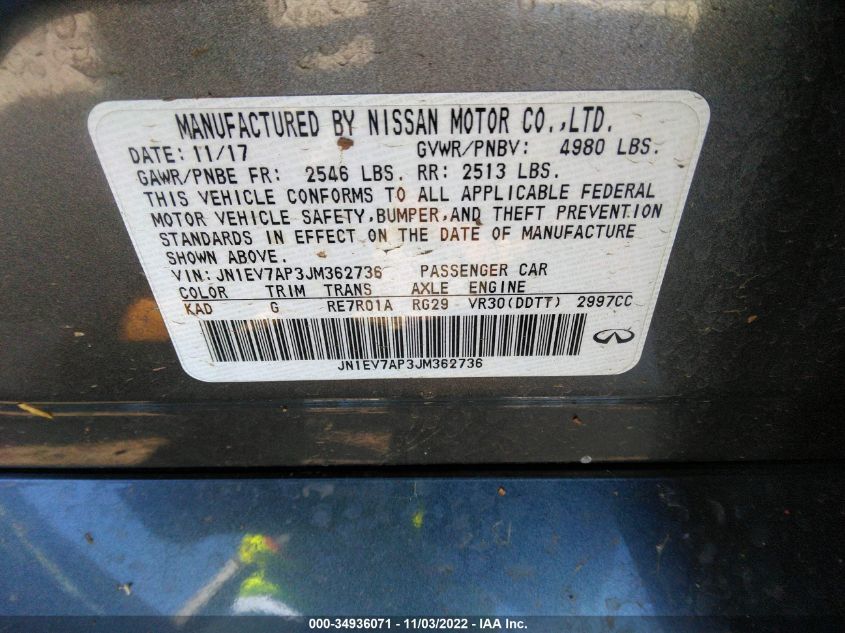 MANUFACTURED BY NISSAN MOTOR CO.,LTD.
DATE: 11/17 GVWR/PNBV: 4980 LBS.
GAWR/PNBE FR: 2546 LBS. RR: 2513 LBS.
THIS VEHICLE CONFORMS TO ALL APPLICABLE FEDERAL
MOTOR VEHICLE SAFETY,BUMPER,AND THEFT PREVENTION
STANDARDS IN EFFECT ON THE DATE OF MANUFACTURE
SHOWN ABOVE.
VIN: JN1EV7AP3JM362736 PASSENGER CAR
COLOR TRIM TRANS AXLE ENGINE
KAD G RE7R01A RG29 VR30(DDTT) 2997CC
JN1EV7AP3JM362736
000-34936071 - 11/03/2022 - IAA Inc.